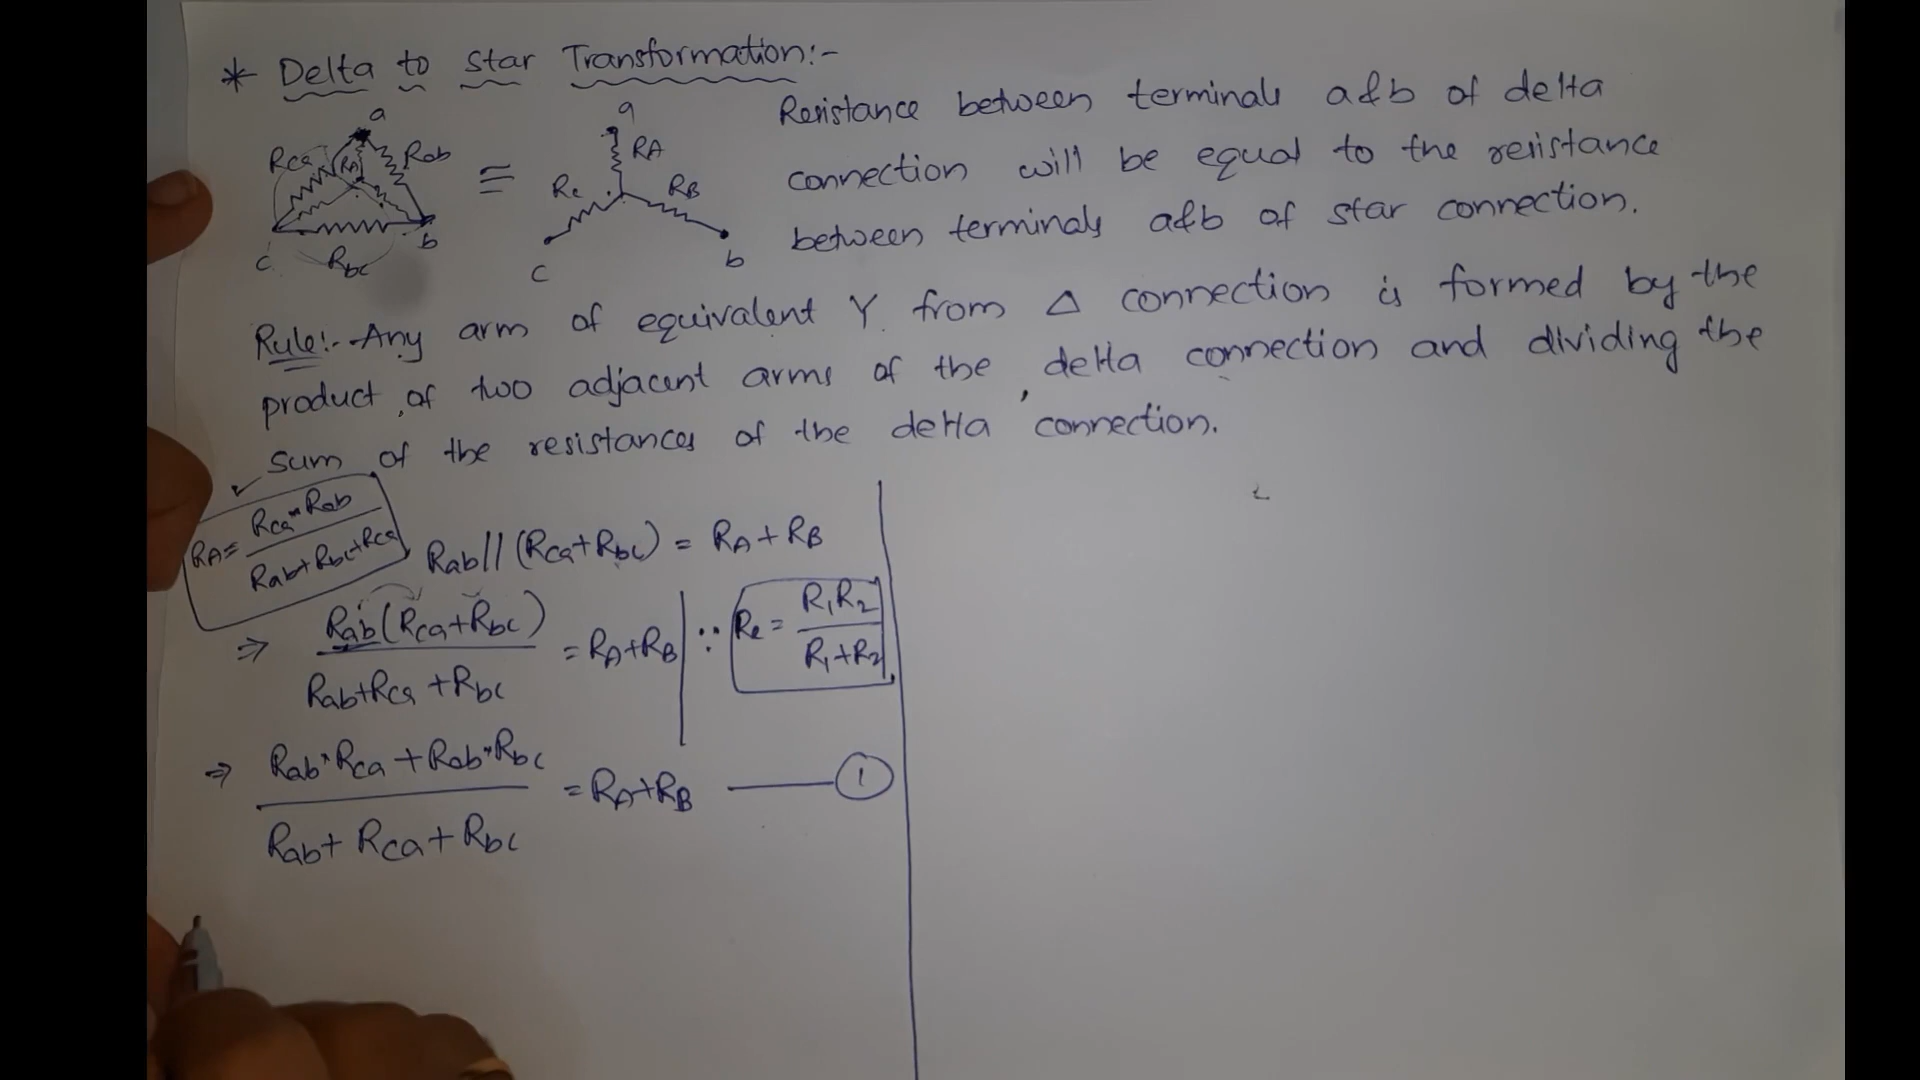 * Delta to Star Transformation:-
a
Rca
RA
Rab
c
Rbc
b
≡
a
RA
Rc
RB
c
b
Resistance between terminals a&b of delta
connection will be equal to the resistance
between terminals a&b of star connection.
Rule:- Any arm of equivalent Y from Δ connection is formed by the
product of two adjacent arms of the delta connection and dividing the
sum of the resistances of the delta connection.
RA = Rca * Rab / Rab+Rbc+Rca
Rab//(Rca+Rbc) = RA+RB
⇒ Rab(Rca+Rbc) / Rab+Rca+Rbc = RA+RB
∵ Re = R1R2 / R1+R2
⇒ Rab*Rca+Rab*Rbc / Rab+Rca+Rbc = RA+RB — 1